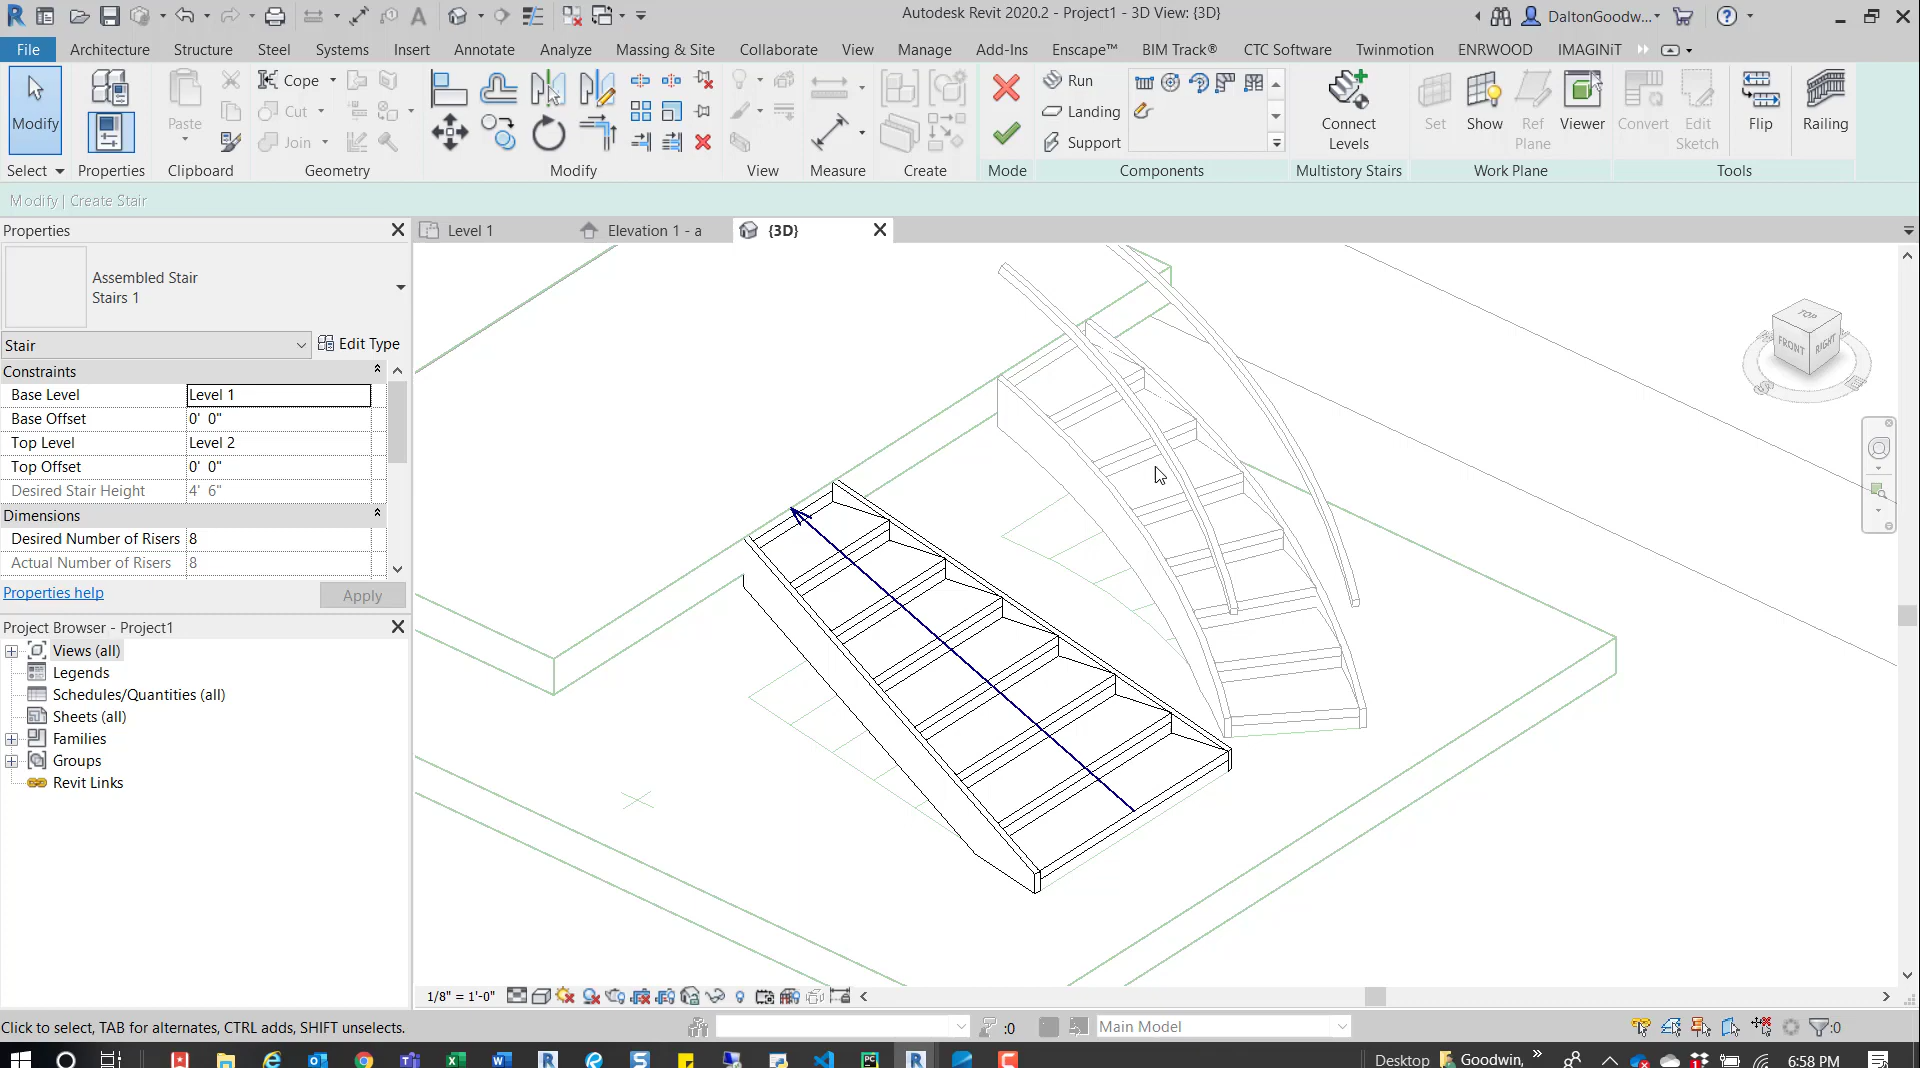 Autodesk Revit 2020.2 - Project1 - 3D View: {3D}
DaltonGoodw...
File Architecture Structure Steel Systems Insert Annotate Analyze Massing & Site Collaborate View Manage Add-Ins Enscape™ BIM Track® CTC Software Twinmotion ENRWOOD IMAGINiT
Modify
Paste
Cope
Cut
Join
Run
Landing
Support
Connect
Levels
Set
Show
Ref
Plane
Viewer
Convert
Edit
Sketch
Flip
Railing
Select Properties Clipboard Geometry Modify View Measure Create Mode Components Multistory Stairs Work Plane Tools
Modify | Create Stair
Properties
Level 1
Elevation 1 - a
{3D}
Assembled Stair
Stairs 1
Stair
Edit Type
Constraints
Base Level Level 1
Base Offset 0' 0"
Top Level Level 2
Top Offset 0' 0"
Desired Stair Height 4' 6"
Dimensions
Desired Number of Risers 8
Actual Number of Risers 8
Properties help
Apply
Project Browser - Project1
Views (all)
Legends
Schedules/Quantities (all)
Sheets (all)
Families
Groups
Revit Links
TOP
FRONT
RIGHT
1/8" = 1'-0"
Click to select, TAB for alternates, CTRL adds, SHIFT unselects.
:0
Main Model
:0
Desktop
Goodwin,
6:58 PM